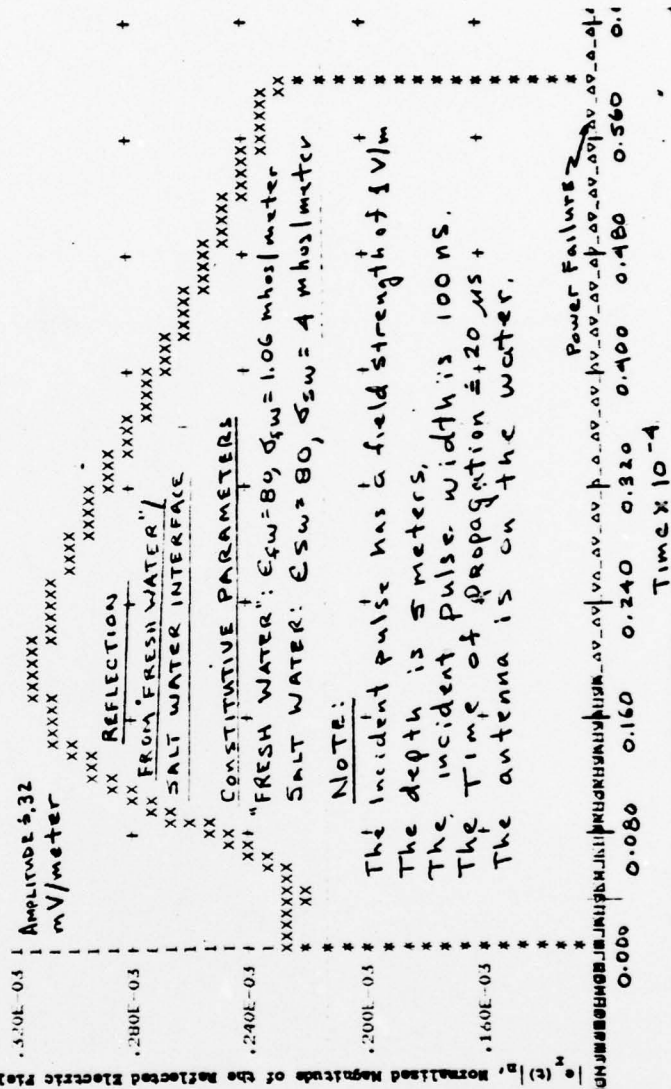 |e_r(t)|_n, Normalized Magnitude of the Reflected Electric Fiel
.320E-03
.280E-03
.240E-03
.200E-03
.160E-03
AMPLITUDE ≐ .32
mV/meter
REFLECTION
FROM "FRESH WATER"/
SALT WATER INTERFACE
CONSTITUTIVE PARAMETERS
"FRESH WATER": εfw=80, σfw=1.06 mhos/meter
SALT WATER: εsw=80, σsw=4 mhos/meter
NOTE:
The Incident pulse has a field strength of 1 V/m
The depth is 5 meters.
The incident pulse width is 100 ns.
The Time of propagation ≐ .20 μs
The antenna is on the water.
Power Failure
0.000 0.080 0.160 0.240 0.320 0.400 0.480 0.560
Time x 10^-4